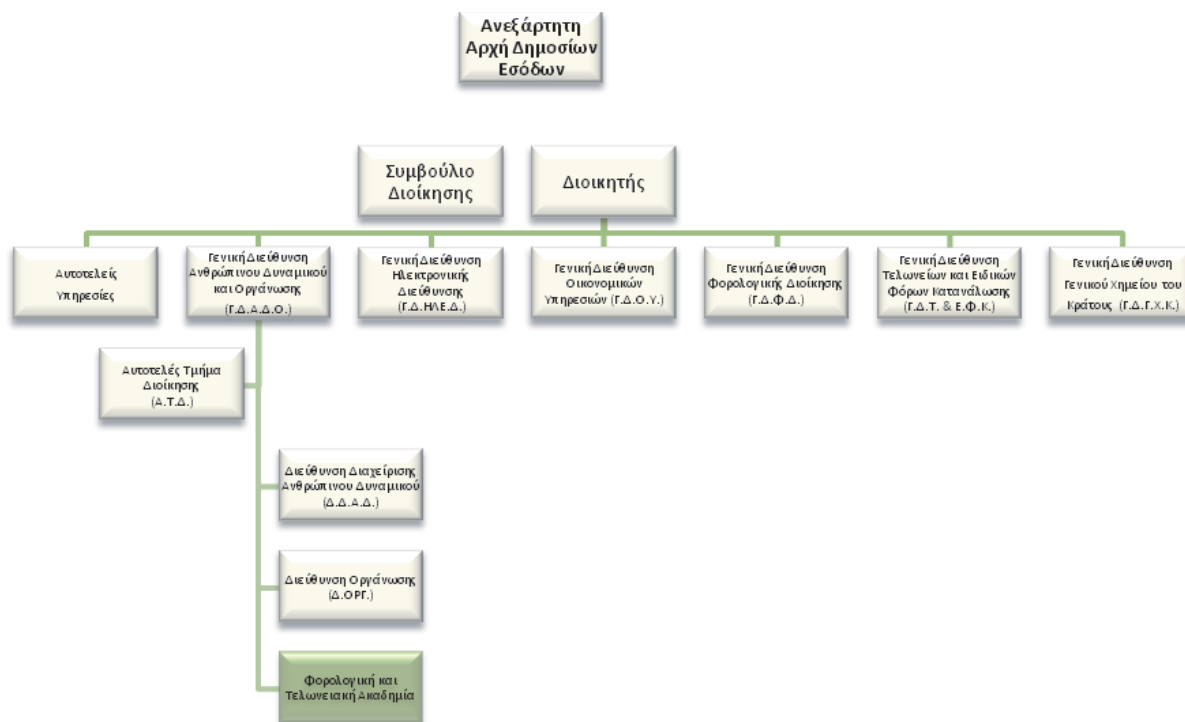 Ανεξάρτητη
Αρχή Δημοσίων
Εσόδων
Συμβούλιο
Διοίκησης
Διοικητής
Αυτοτελείς
Υπηρεσίες
Γενική Διεύθυνση
Ανθρώπινου Δυναμικού
και Οργάνωσης
(Γ.Δ.Α.Δ.Ο.)
Γενική Διεύθυνση
Ηλεκτρονικής
Διεύθυνσης
(Γ.Δ.ΗΛΕ.Δ.)
Γενική Διεύθυνση
Οικονομικών
Υπηρεσιών (Γ.Δ.Ο.Υ.)
Γενική Διεύθυνση
Φορολογικής Διοίκησης
(Γ.Δ.Φ.Δ.)
Γενική Διεύθυνση
Τελωνείων και Ειδικών
Φόρων Κατανάλωσης
(Γ.Δ.Τ. & Ε.Φ.Κ.)
Γενική Διεύθυνση
Γενικού Χημείου του
Κράτους (Γ.Δ.Γ.Χ.Κ.)
Αυτοτελές Τμήμα
Διοίκησης
(Α.Τ.Δ.)
Διεύθυνση Διαχείρισης
Ανθρώπινου Δυναμικού
(Δ.Δ.Α.Δ.)
Διεύθυνση Οργάνωσης
(Δ.ΟΡΓ.)
Φορολογική και
Τελωνειακή Ακαδημία